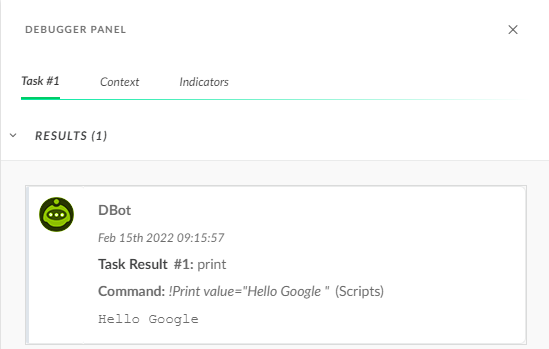 DEBUGGER PANEL
Task #1 Context Indicators
RESULTS (1)
DBot
Feb 15th 2022 09:15:57
Task Result #1: print
Command: !Print value="Hello Google " (Scripts)
Hello Google